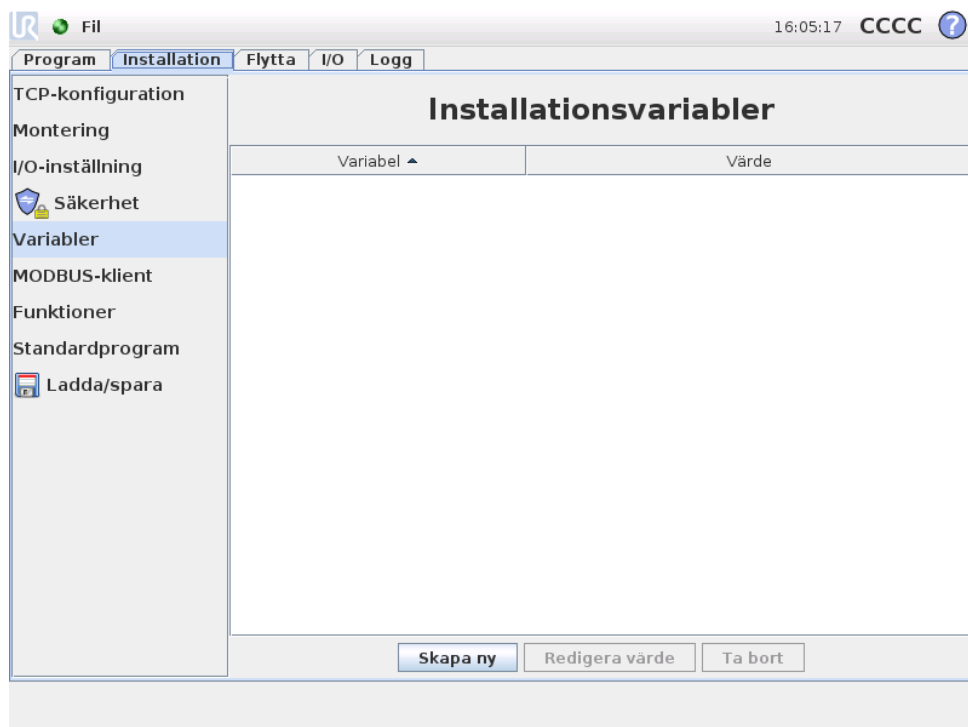 UR Fil 16:05:17 CCCC ?
Program Installation Flytta I/O Logg
TCP-konfiguration
Montering
I/O-inställning
Säkerhet
Variabler
MODBUS-klient
Funktioner
Standardprogram
Ladda/spara
Installationsvariabler
Variabel Värde
Skapa ny Redigera värde Ta bort